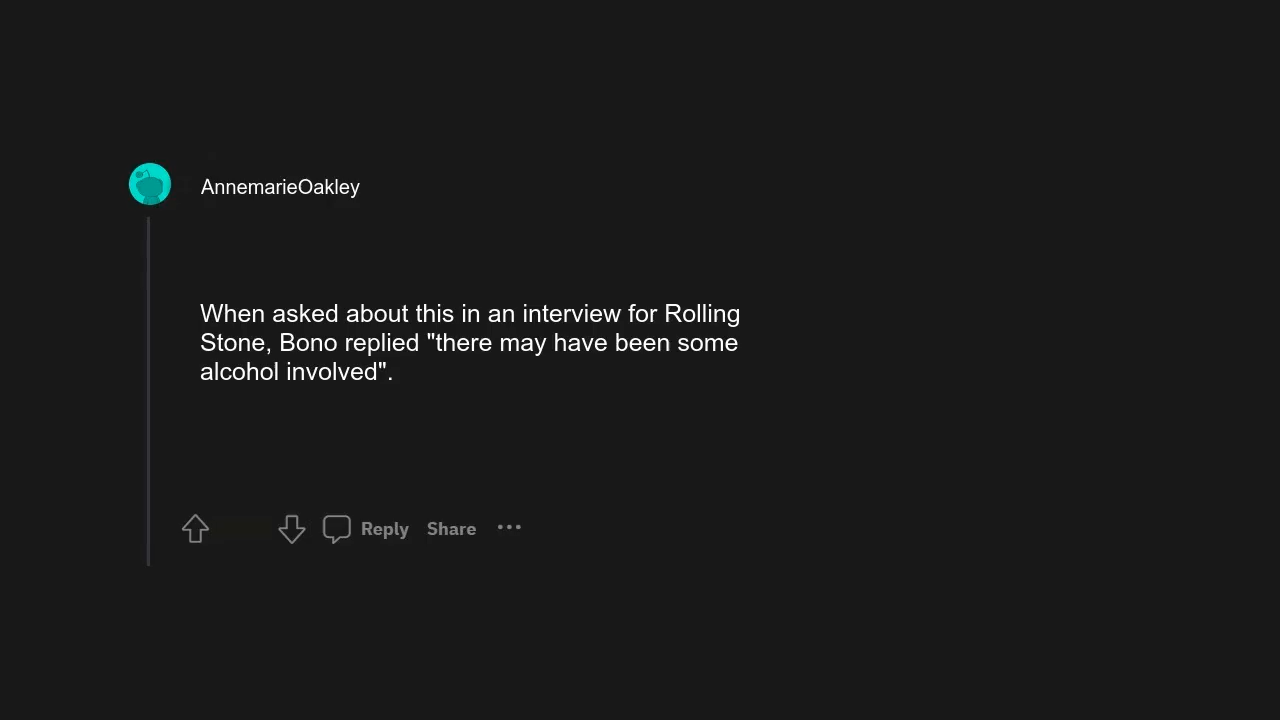 AnnemarieOakley
When asked about this in an interview for Rolling
Stone, Bono replied "there may have been some
alcohol involved".
Reply Share